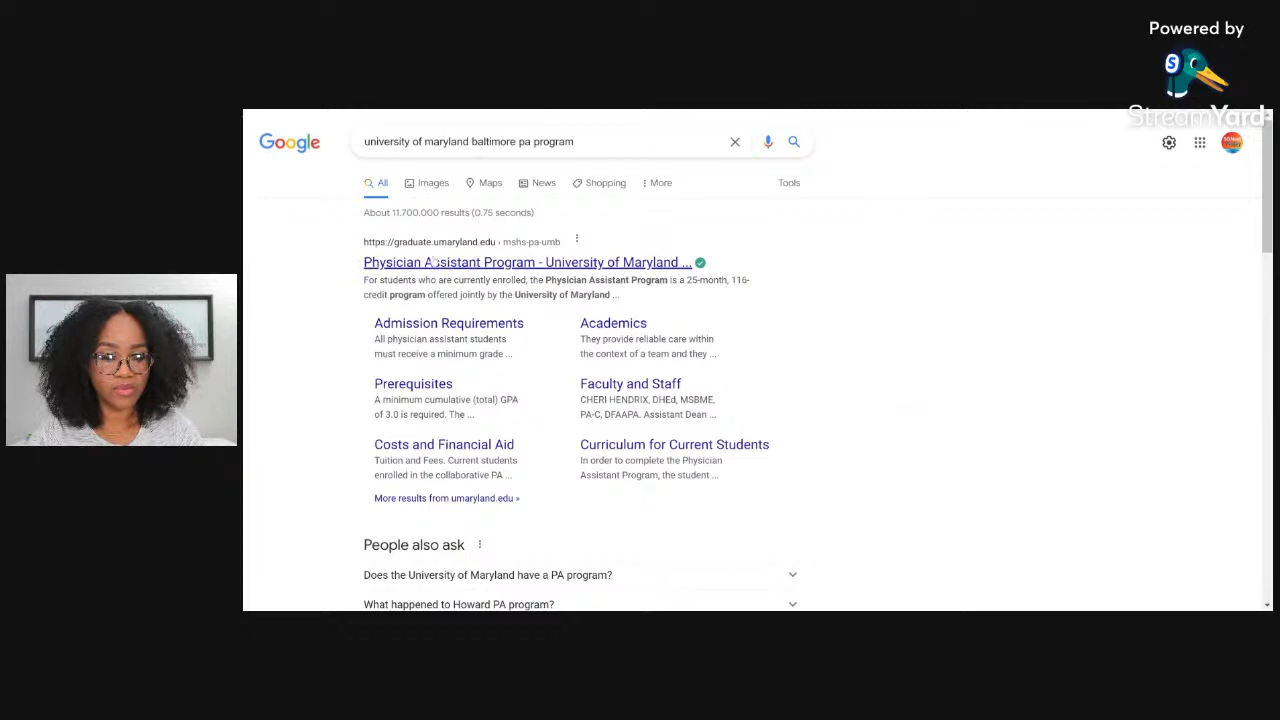 Powered by
S
StreamYard
Google
university of maryland baltimore pa program
All Images Maps News Shopping More Tools
About 11,700,000 results (0.75 seconds)
https://graduate.umaryland.edu › mshs-pa-umb
Physician Assistant Program - University of Maryland ...
For students who are currently enrolled, the Physician Assistant Program is a 25-month, 116-
credit program offered jointly by the University of Maryland ...
Admission Requirements
All physician assistant students
must receive a minimum grade ...
Academics
They provide reliable care within
the context of a team and they ...
Prerequisites
A minimum cumulative (total) GPA
of 3.0 is required. The ...
Faculty and Staff
CHERI HENDRIX, DHEd, MSBME,
PA-C, DFAAPA. Assistant Dean ...
Costs and Financial Aid
Tuition and Fees. Current students
enrolled in the collaborative PA ...
Curriculum for Current Students
In order to complete the Physician
Assistant Program, the student ...
More results from umaryland.edu »
People also ask
Does the University of Maryland have a PA program?
What happened to Howard PA program?